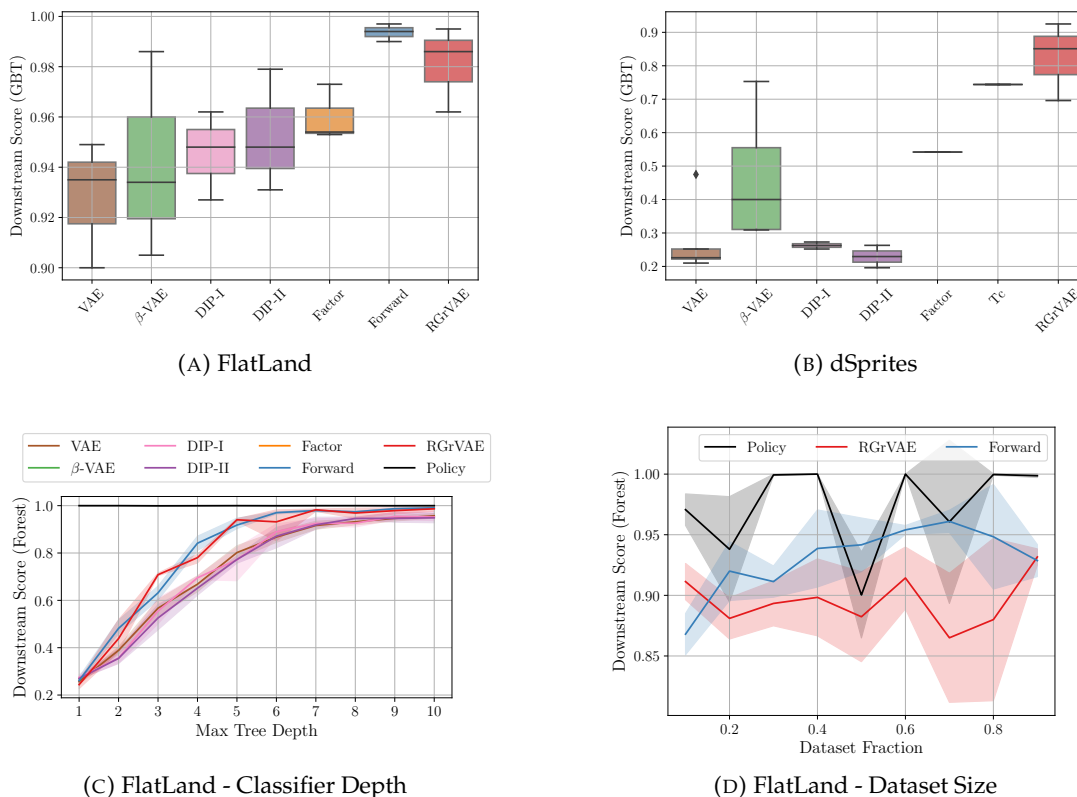 1.00
0.98
0.96
0.94
0.92
0.90
Downstream Score (GBT)
VAE
β-VAE
DIP-I
DIP-II
Factor
Forward
RGrVAE
(A) FlatLand
0.9
0.8
0.7
0.6
0.5
0.4
0.3
0.2
Downstream Score (GBT)
VAE
β-VAE
DIP-I
DIP-II
Factor
Tc
RGrVAE
(B) dSprites
VAE DIP-I Factor RGrVAE
β-VAE DIP-II Forward Policy
1.0
0.8
0.6
0.4
0.2
Downstream Score (Forest)
1 2 3 4 5 6 7 8 9 10
Max Tree Depth
(C) FlatLand - Classifier Depth
Policy RGrVAE Forward
1.00
0.95
0.90
0.85
Downstream Score (Forest)
0.2 0.4 0.6 0.8
Dataset Fraction
(D) FlatLand - Dataset Size